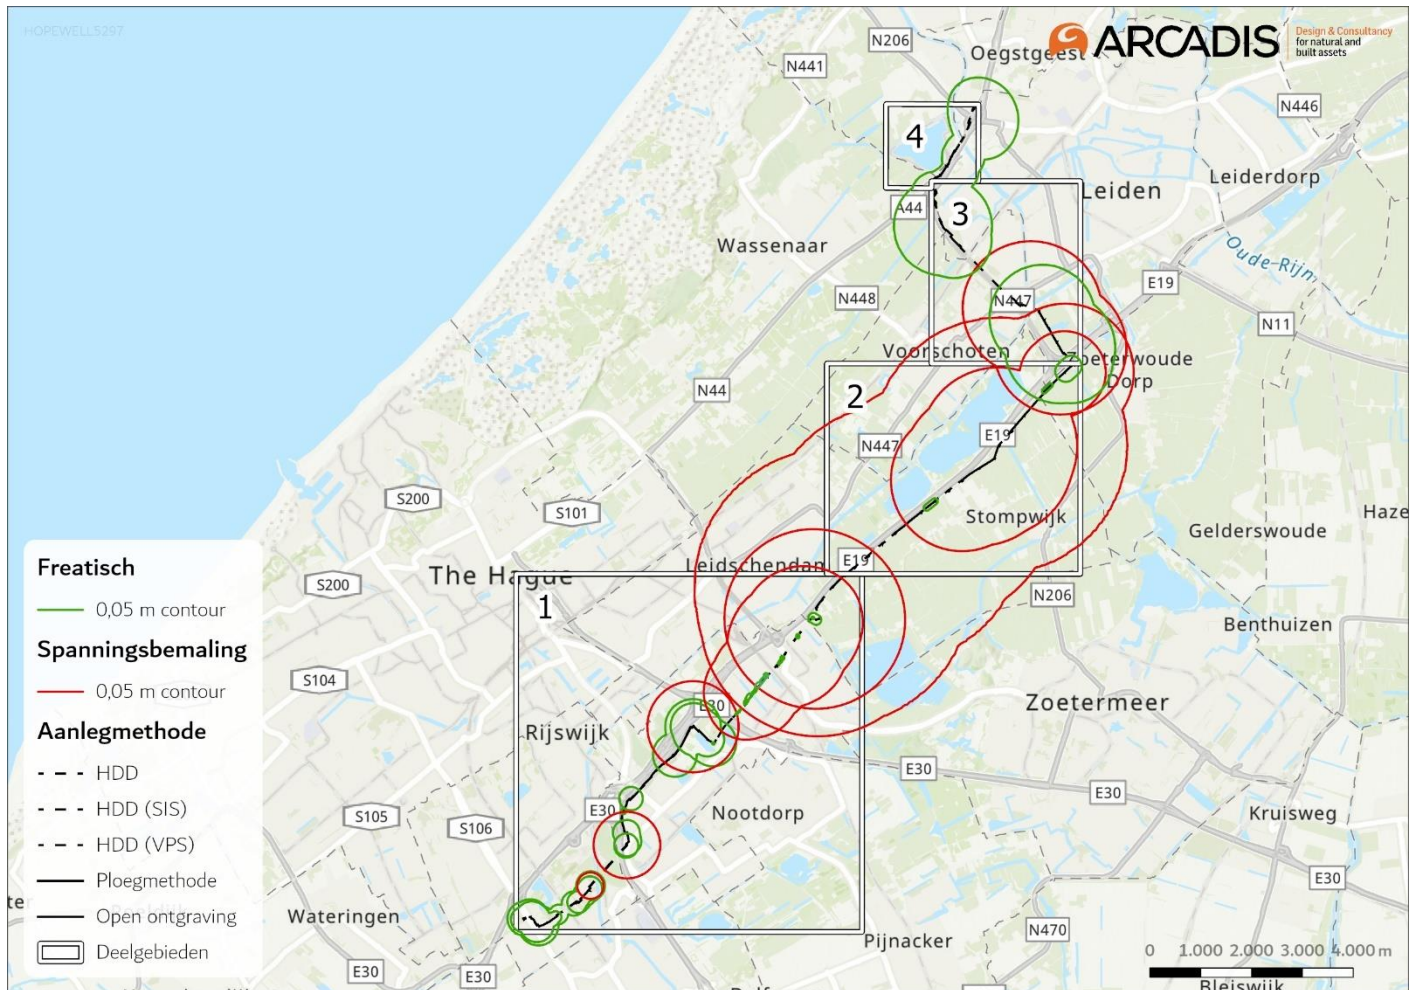 HOPEWELL5297
N206
Oegstgeest
ARCADIS
Design & Consultancy
for natural and
built assets
N441
N446
4
Leiden
Leiderdorp
A44
3
Wassenaar
Oude-Rijn
E19
N448
N447
N11
Voorschoten
Zoeterwoude
Dorp
N44
2
E19
N447
S200
S101
Stompwijk
Gelderswoude
Haze
Leidschendan
E19
The Hague
S200
N206
1
Benthuizen
S104
Zoetermeer
E30
Rijswijk
E30
E30
Nootdorp
E30
Kruisweg
S105
S106
E30
Wateringen
Pijnacker
N470
E30
E30
Freatisch
0,05 m contour
Spanningsbemaling
0,05 m contour
Aanlegmethode
HDD
HDD (SIS)
HDD (VPS)
Ploegmethode
Open ontgraving
Deelgebieden
0 1.000 2.000 3.000 4.000 m
Bleiswijk